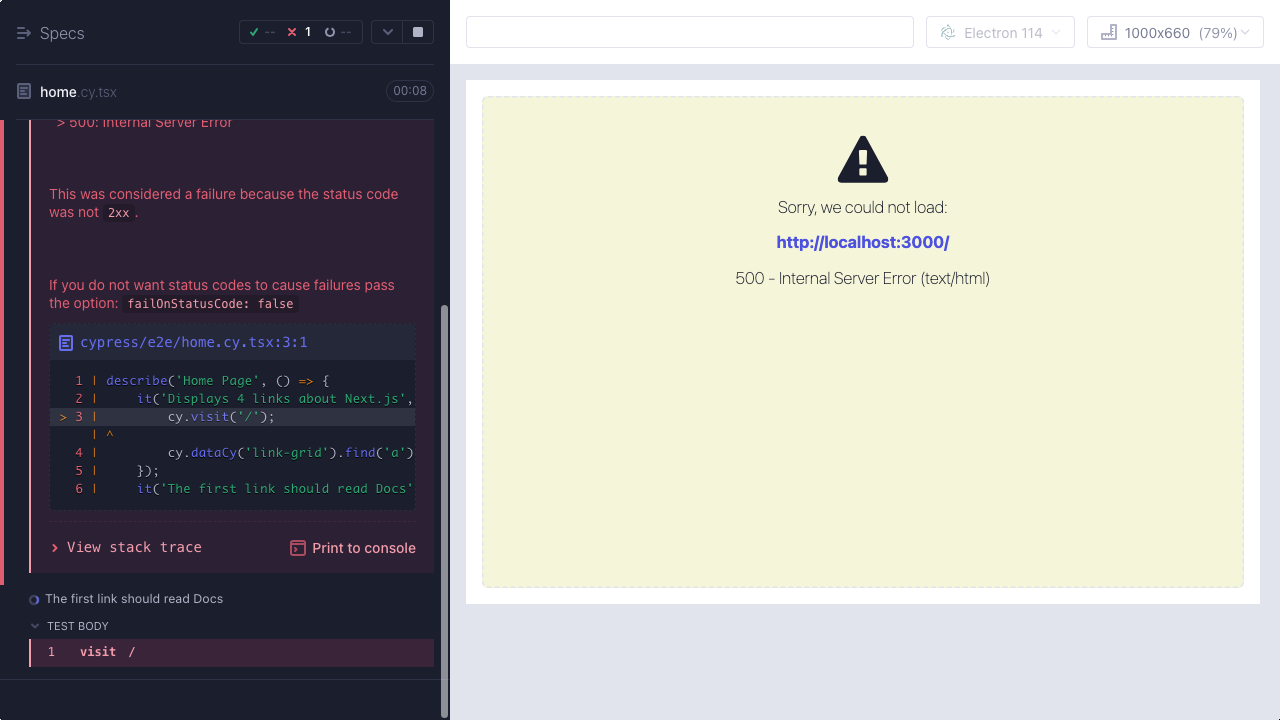 Specs
-- 1 --
home.cy.tsx
00:08
> 500: Internal Server Error
This was considered a failure because the status code
was not 2xx .
If you do not want status codes to cause failures pass
the option: failOnStatusCode: false
cypress/e2e/home.cy.tsx:3:1
1 | describe('Home Page', () => {
2 | it('Displays 4 links about Next.js',
> 3 | cy.visit('/');
| ^
4 | cy.dataCy('link-grid').find('a')
5 | });
6 | it('The first link should read Docs'
> View stack trace
Print to console
The first link should read Docs
TEST BODY
1 visit /
Electron 114
1000x660 (79%)
Sorry, we could not load:
http://localhost:3000/
500 - Internal Server Error (text/html)